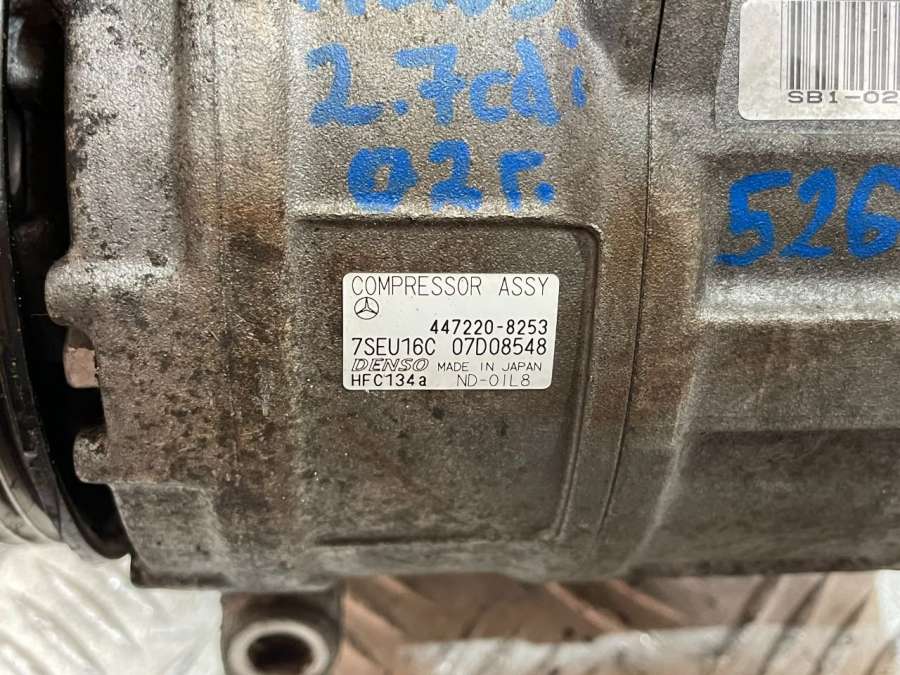 2.7cdi
02г.
SB1-02
526
COMPRESSOR ASSY
447220-8253
7SEU16C 07D08548
DENSO MADE IN JAPAN
HFC134a ND-OIL8